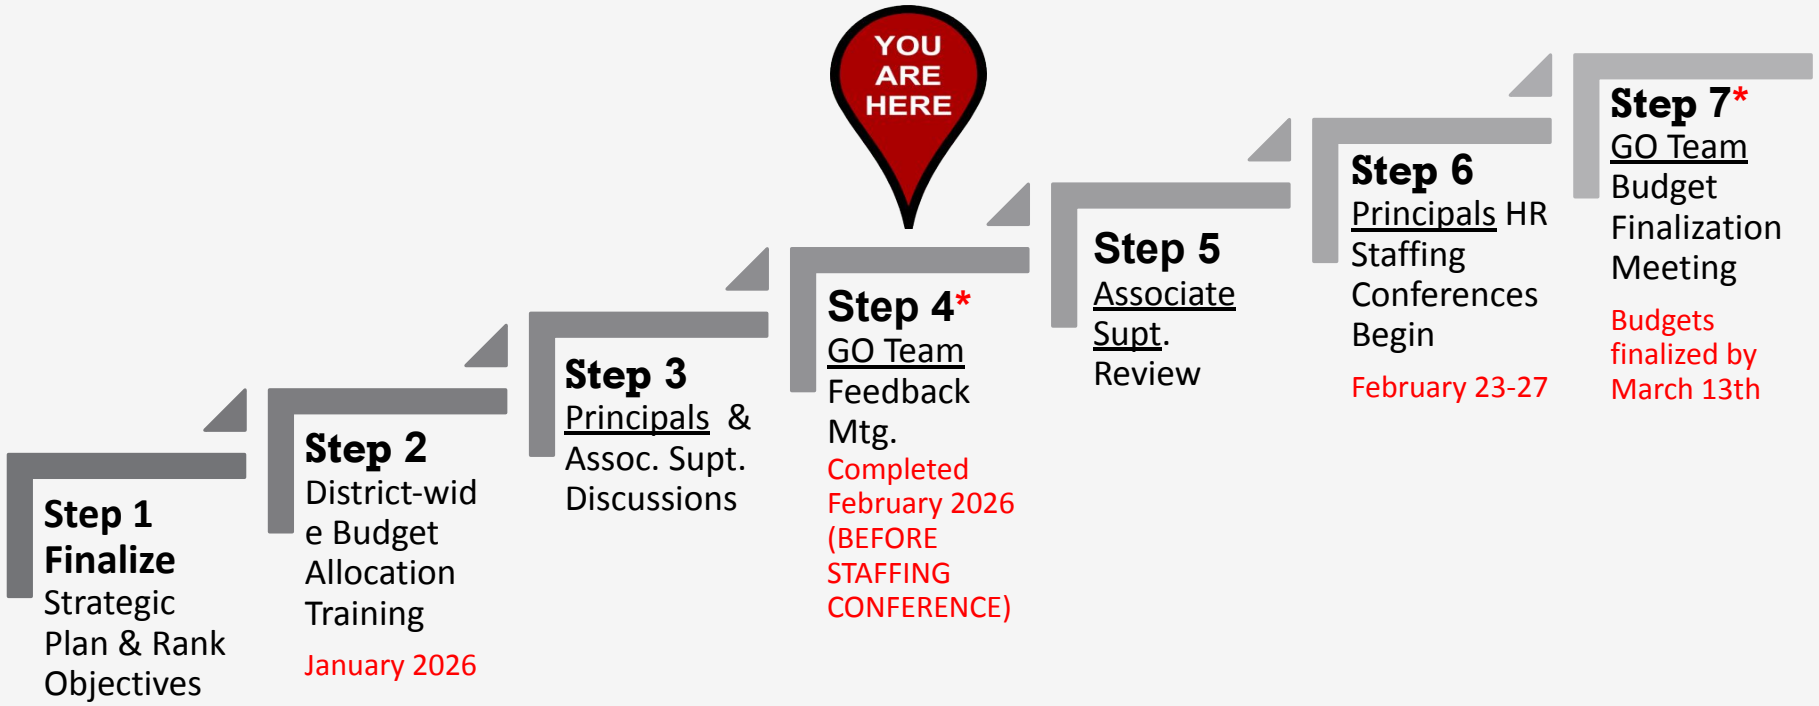 YOU
ARE
HERE
Step 1
Finalize
Strategic
Plan & Rank
Objectives
Step 2
District-wid
e Budget
Allocation
Training
January 2026
Step 3
Principals &
Assoc. Supt.
Discussions
Step 4*
GO Team
Feedback
Mtg.
Completed
February 2026
(BEFORE
STAFFING
CONFERENCE)
Step 5
Associate
Supt.
Review
Step 6
Principals HR
Staffing
Conferences
Begin
February 23-27
Step 7*
GO Team
Budget
Finalization
Meeting
Budgets
finalized by
March 13th